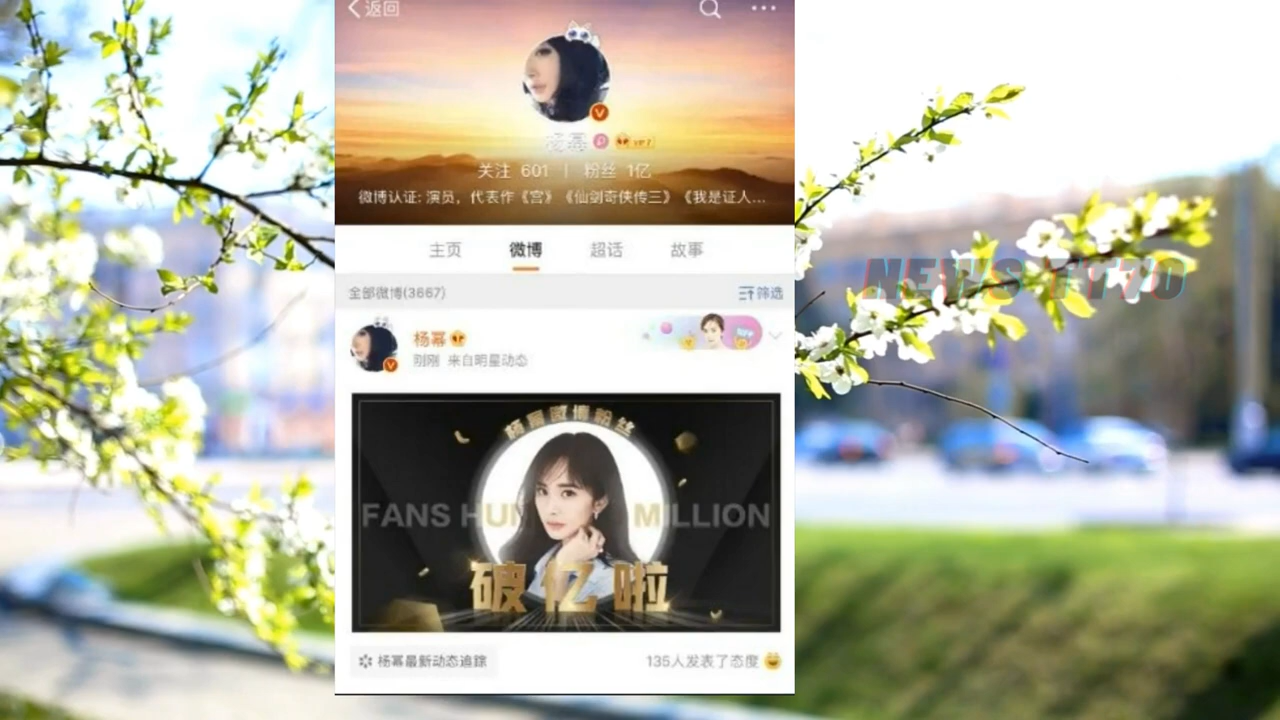 返回
杨幂
关注 601 | 粉丝 1亿
微博认证: 演员，代表作《宫》《仙剑奇侠传三》《我是证人...
主页 微博 超话 故事
全部微博(3667)
筛选
杨幂
刚刚 来自明星动态
杨幂微博粉丝
FANS HUN MILLION
破亿啦
杨幂最新动态追踪
135人发表了态度
NEWS TT70